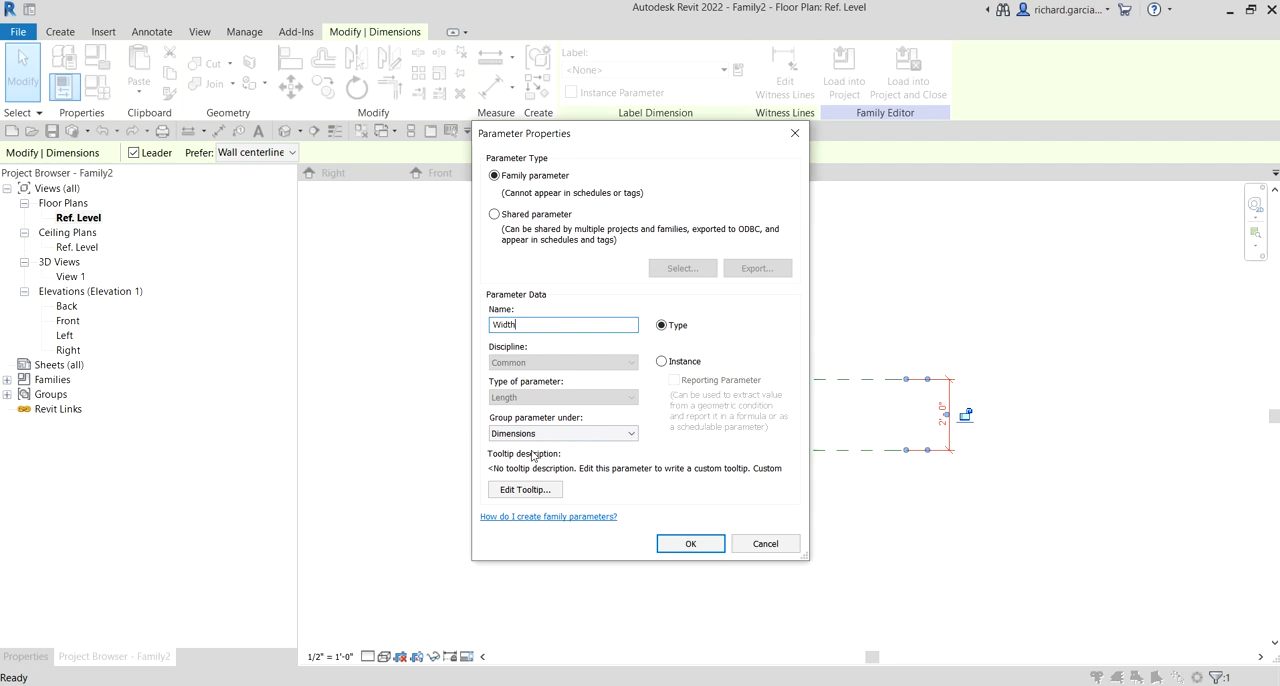 Autodesk Revit 2022 - Family2 - Floor Plan: Ref. Level
richard.garcia...
File Create Insert Annotate View Manage Add-Ins Modify | Dimensions
Modify
Paste
Cut
Join
Label:
<None>
Instance Parameter
Edit
Witness Lines
Load into
Project
Load into
Project and Close
Select Properties Clipboard Geometry Modify Measure Create Label Dimension Witness Lines Family Editor
Modify | Dimensions
Leader
Prefer: Wall centerline
Project Browser - Family2
Views (all)
Floor Plans
Ref. Level
Ceiling Plans
Ref. Level
3D Views
View 1
Elevations (Elevation 1)
Back
Front
Left
Right
Sheets (all)
Families
Groups
Revit Links
Right
Front
Parameter Properties
Parameter Type
Family parameter
(Cannot appear in schedules or tags)
Shared parameter
(Can be shared by multiple projects and families, exported to ODBC, and
appear in schedules and tags)
Select... Export...
Parameter Data
Name:
Width
Type
Discipline:
Common
Instance
Type of parameter:
Length
Reporting Parameter
(Can be used to extract value
from a geometric condition
and report it in a formula or as
a schedulable parameter)
Group parameter under:
Dimensions
Tooltip description:
<No tooltip description. Edit this parameter to write a custom tooltip. Custom
Edit Tooltip...
How do I create family parameters?
OK Cancel
2' - 0"
2D
Properties Project Browser - Family2
1/2" = 1'-0"
Ready
:1